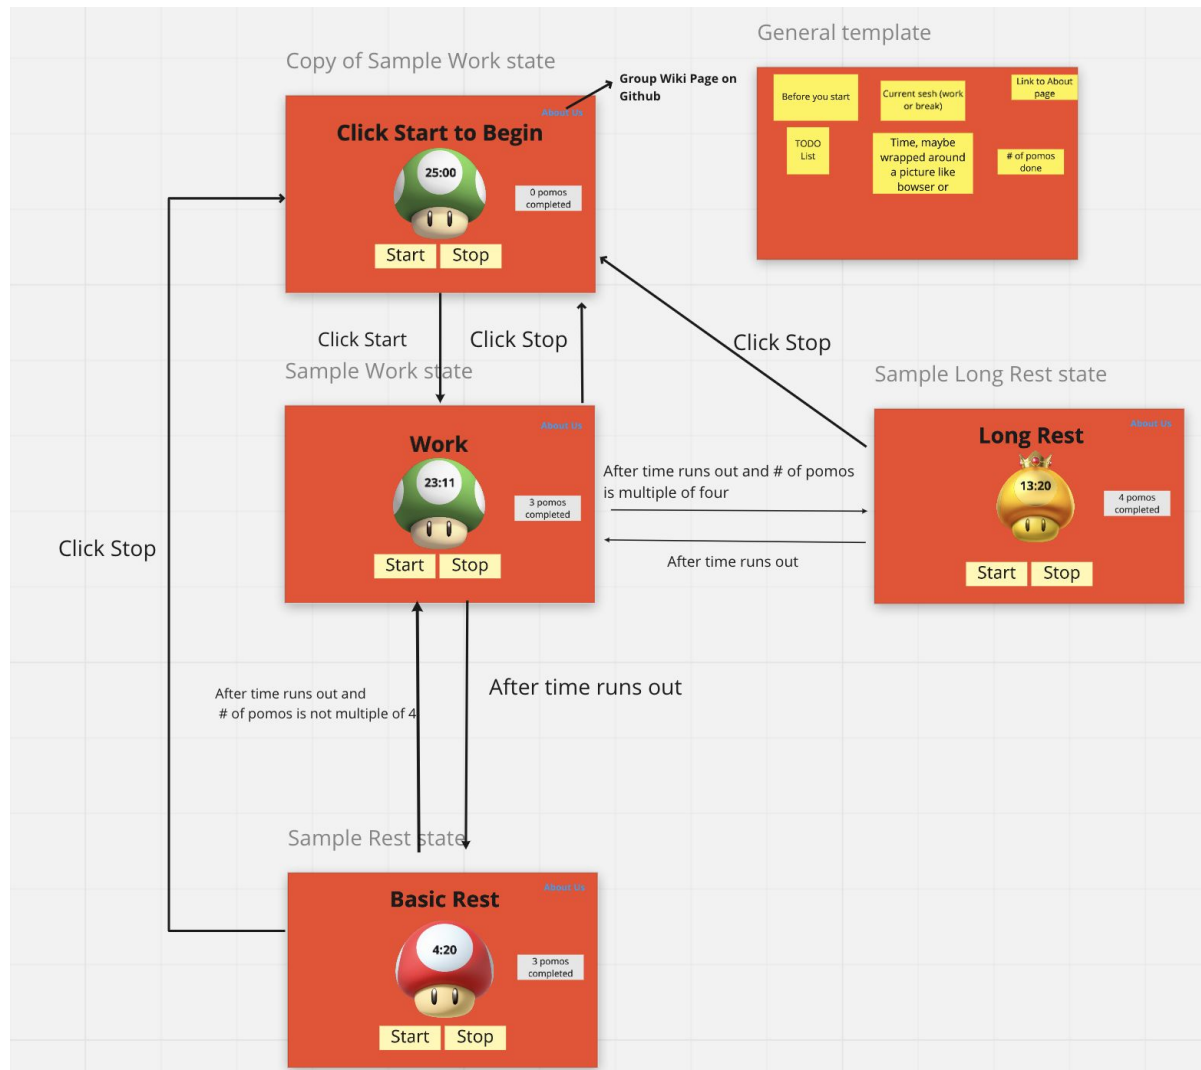 General template
Before you start
Current sesh (work
or break)
Link to About
page
TODO
List
Time, maybe
wrapped around
a picture like
bowser or
# of pomos
done
Copy of Sample Work state
Group Wiki Page on
Github
About Us
Click Start to Begin
25:00
0 pomos
completed
Start
Stop
Click Start
Click Stop
Click Stop
Sample Work state
About Us
Work
23:11
3 pomos
completed
Start
Stop
After time runs out and # of pomos
is multiple of four
After time runs out
Sample Long Rest state
About Us
Long Rest
13:20
4 pomos
completed
Start
Stop
Click Stop
After time runs out and
# of pomos is not multiple of 4
After time runs out
Sample Rest state
About Us
Basic Rest
4:20
3 pomos
completed
Start
Stop